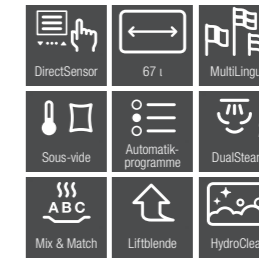 DirectSensor
67 l
MultiLingu
Sous-vide
Automatik-
programme
DualStea
ABC
Mix & Match
Liftblende
HydroClea